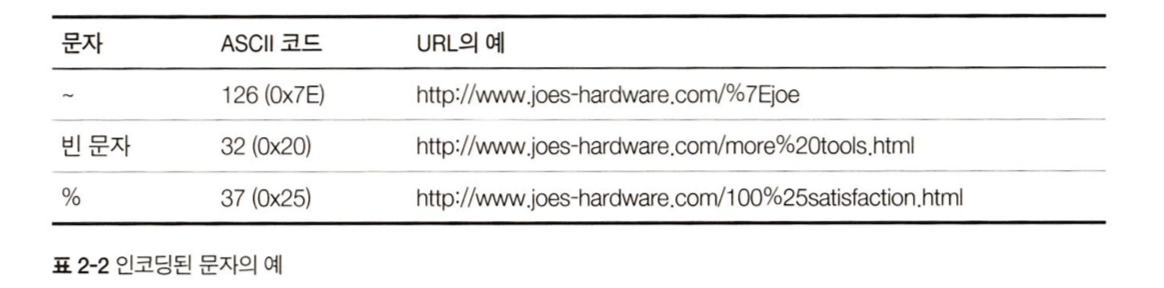 문자 ASCII 코드 URL의 예
~ 126 (0x7E) http://www.joes-hardware.com/%7Ejoe
빈 문자 32 (0x20) http://www.joes-hardware.com/more%20tools.html
% 37 (0x25) http://www.joes-hardware.com/100%25satisfaction.html
표 2-2 인코딩된 문자의 예